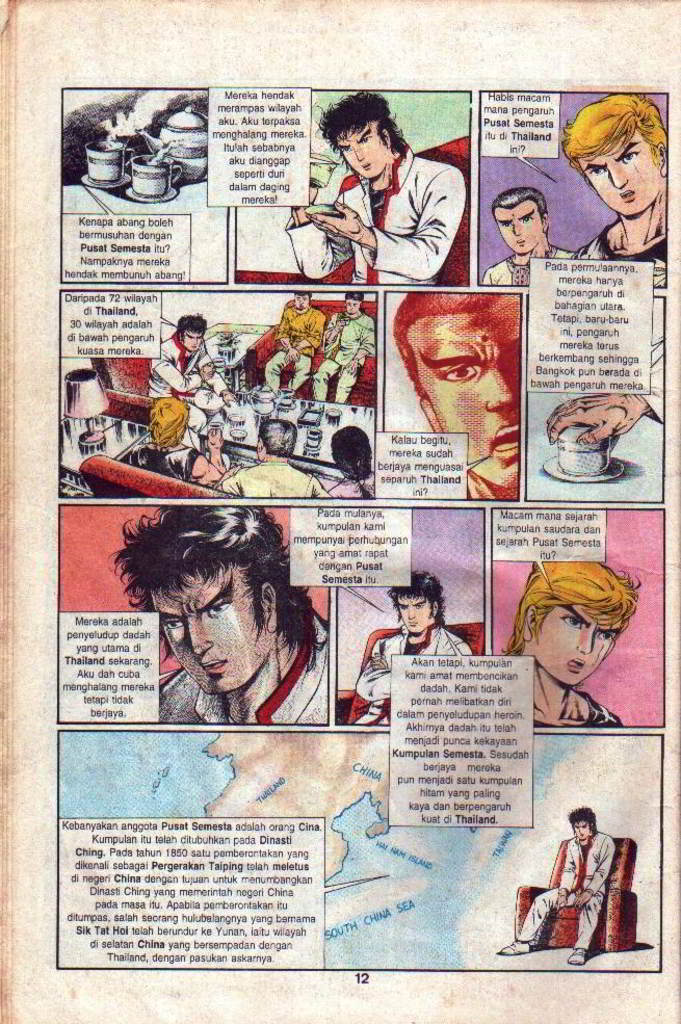 Kenapa abang boleh
bermusuhan dengan
Pusat Semesta itu?
Nampaknya mereka
hendak membunuh abang!
Mereka hendak
merampas wilayah
aku. Aku terpaksa
menghalang mereka.
Itulah sebabnya
aku dianggap
seperti duri
dalam daging
mereka!
Habis macam
mana pengaruh
Pusat Semesta
itu di Thailand
ini?
Daripada 72 wilayah
di Thailand,
30 wilayah adalah
di bawah pengaruh
kuasa mereka.
Kalau begitu,
mereka sudah
berjaya menguasai
separuh Thailand
ini?
Pada permulaannya,
mereka hanya
berpengaruh di
bahagian utara.
Tetapi, baru-baru
ini, pengaruh
mereka terus
berkembang sehingga
Bangkok pun berada di
bawah pengaruh mereka.
Mereka adalah
penyeludup dadah
yang utama di
Thailand sekarang.
Aku dah cuba
menghalang mereka
tetapi tidak
berjaya.
Pada mulanya,
kumpulan kami
mempunyai perhubungan
yang amat rapat
dengan Pusat
Semesta itu.
Macam mana sejarah
kumpulan saudara dan
sejarah Pusat Semesta
itu?
Akan tetapi, kumpulan
kami amat membencikan
dadah. Kami tidak
pernah melibatkan diri
dalam penyeludupan heroin.
Akhirnya dadah itu telah
menjadi punca kekayaan
Kumpulan Semesta. Sesudah
berjaya mereka
pun menjadi satu kumpulan
hitam yang paling
kaya dan berpengaruh
kuat di Thailand.
Kebanyakan anggota Pusat Semesta adalah orang Cina.
Kumpulan itu telah ditubuhkan pada Dinasti
Ching. Pada tahun 1850 satu pemberontakan yang
dikenali sebagai Pergerakan Taiping telah meletus
di negeri China dengan tujuan untuk menumbangkan
Dinasti Ching yang memerintah negeri China
pada masa itu. Apabila pemberontakan itu
ditumpas, salah seorang hulubalangnya yang bernama
Sik Tat Hoi telah berundur ke Yunan, iaitu wilayah
di selatan China yang bersempadan dengan
Thailand, dengan pasukan askarnya.
THAILAND
CHINA
HAI NAM ISLAND
TAIWAN
SOUTH CHINA SEA
12